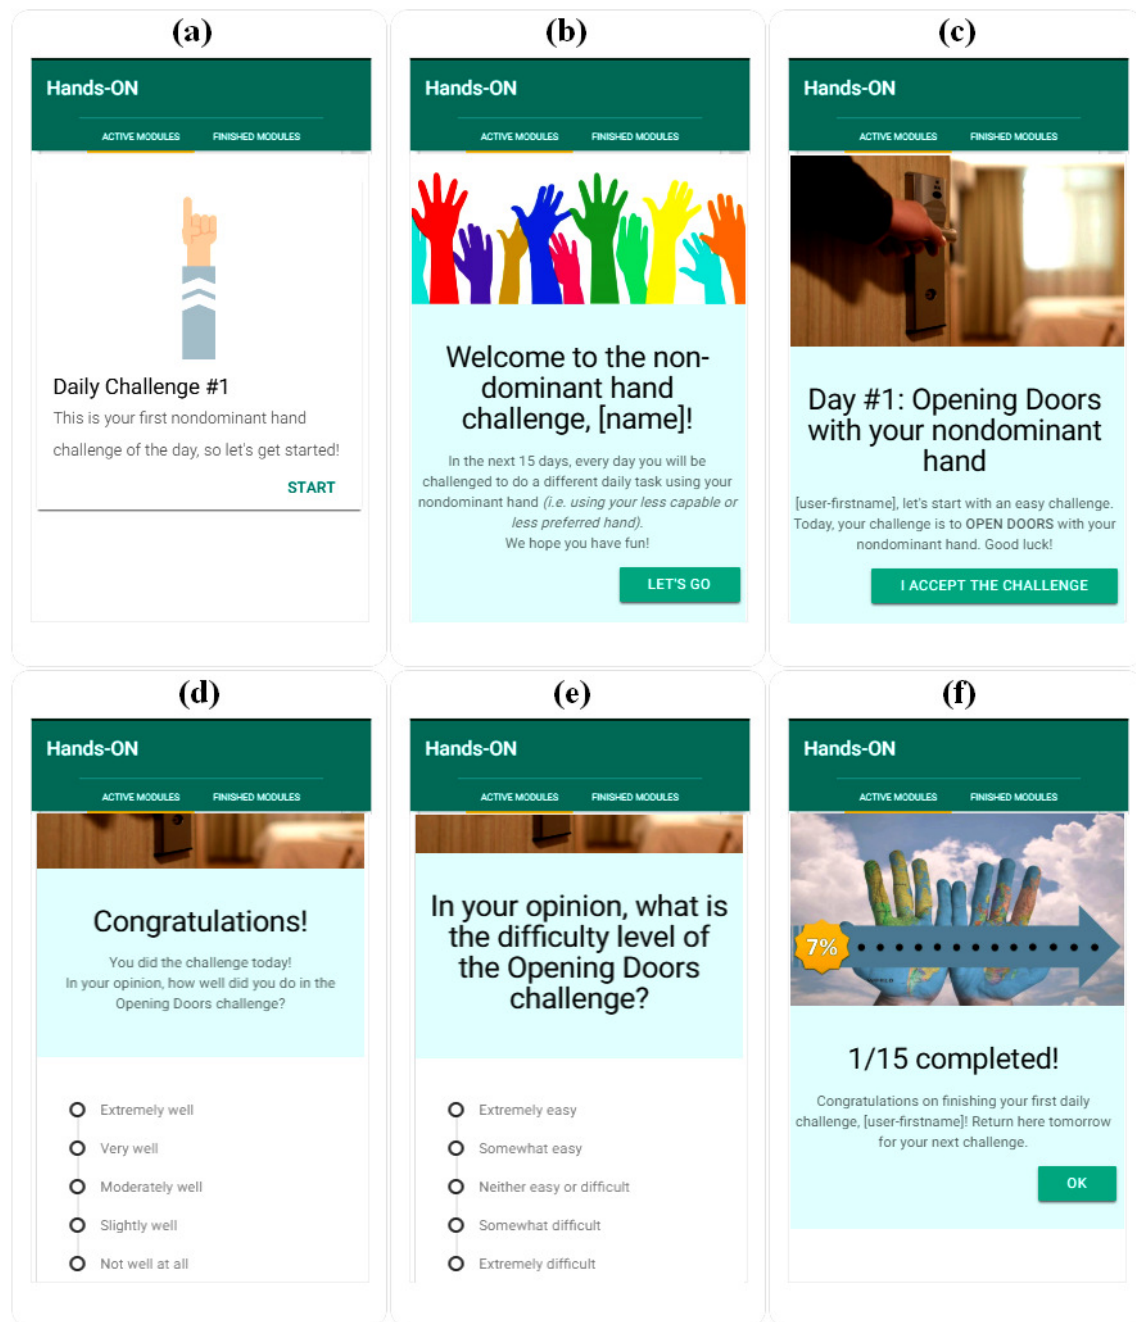 (a)
Hands-ON
ACTIVE MODULES FINISHED MODULES
Daily Challenge #1
This is your first nondominant hand
challenge of the day, so let's get started!
START
(b)
Hands-ON
ACTIVE MODULES FINISHED MODULES
Welcome to the non-
dominant hand
challenge, [name]!
In the next 15 days, every day you will be
challenged to do a different daily task using your
nondominant hand (i.e. using your less capable or
less preferred hand).
We hope you have fun!
LET'S GO
(c)
Hands-ON
ACTIVE MODULES FINISHED MODULES
Day #1: Opening Doors
with your nondominant
hand
[user-firstname], let's start with an easy challenge.
Today, your challenge is to OPEN DOORS with your
nondominant hand. Good luck!
I ACCEPT THE CHALLENGE
(d)
Hands-ON
ACTIVE MODULES FINISHED MODULES
Congratulations!
You did the challenge today!
In your opinion, how well did you do in the
Opening Doors challenge?
Extremely well
Very well
Moderately well
Slightly well
Not well at all
(e)
Hands-ON
ACTIVE MODULES FINISHED MODULES
In your opinion, what is
the difficulty level of
the Opening Doors
challenge?
Extremely easy
Somewhat easy
Neither easy or difficult
Somewhat difficult
Extremely difficult
(f)
Hands-ON
ACTIVE MODULES FINISHED MODULES
7%
1/15 completed!
Congratulations on finishing your first daily
challenge, [user-firstname]! Return here tomorrow
for your next challenge.
OK